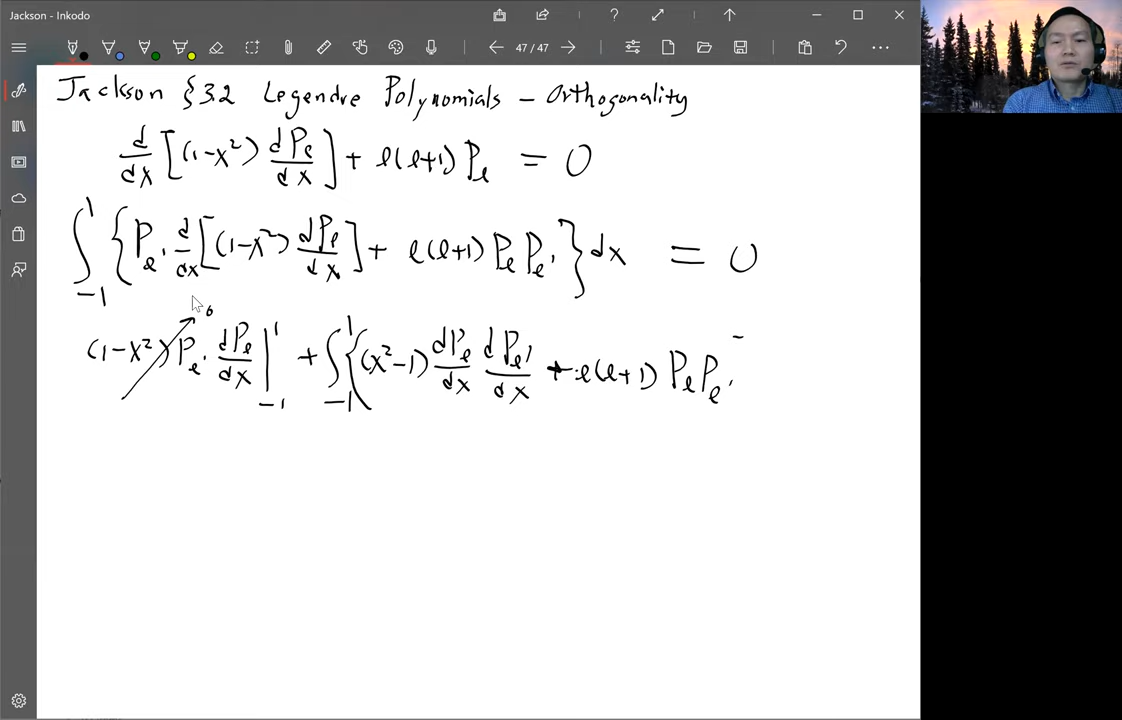 Jackson - Inkodo
47 / 47
Jackson §3.2 Legendre Polynomials – Orthogonality
d/dx [(1-x²) dPℓ/dx] + ℓ(ℓ+1) Pℓ = 0
∫₋₁¹ {Pℓ' d/dx [(1-x²) dPℓ/dx] + ℓ(ℓ+1) Pℓ Pℓ'} dx = 0
(1-x²) Pℓ' dPℓ/dx |₋₁¹ 0 + ∫₋₁¹ {(x²-1) dPℓ/dx dPℓ'/dx + ℓ(ℓ+1) Pℓ Pℓ'